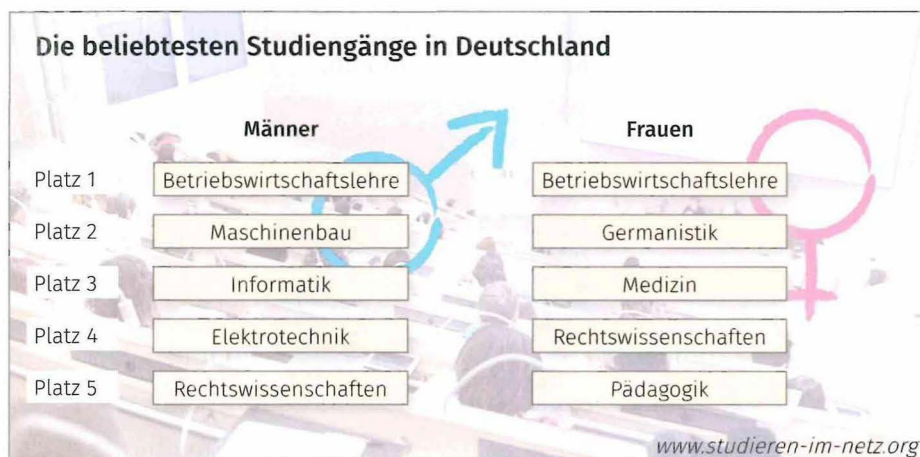 Die beliebtesten Studiengänge in Deutschland
Männer Frauen
Platz 1 Betriebswirtschaftslehre Betriebswirtschaftslehre
Platz 2 Maschinenbau Germanistik
Platz 3 Informatik Medizin
Platz 4 Elektrotechnik Rechtswissenschaften
Platz 5 Rechtswissenschaften Pädagogik
www.studieren-im-netz.org